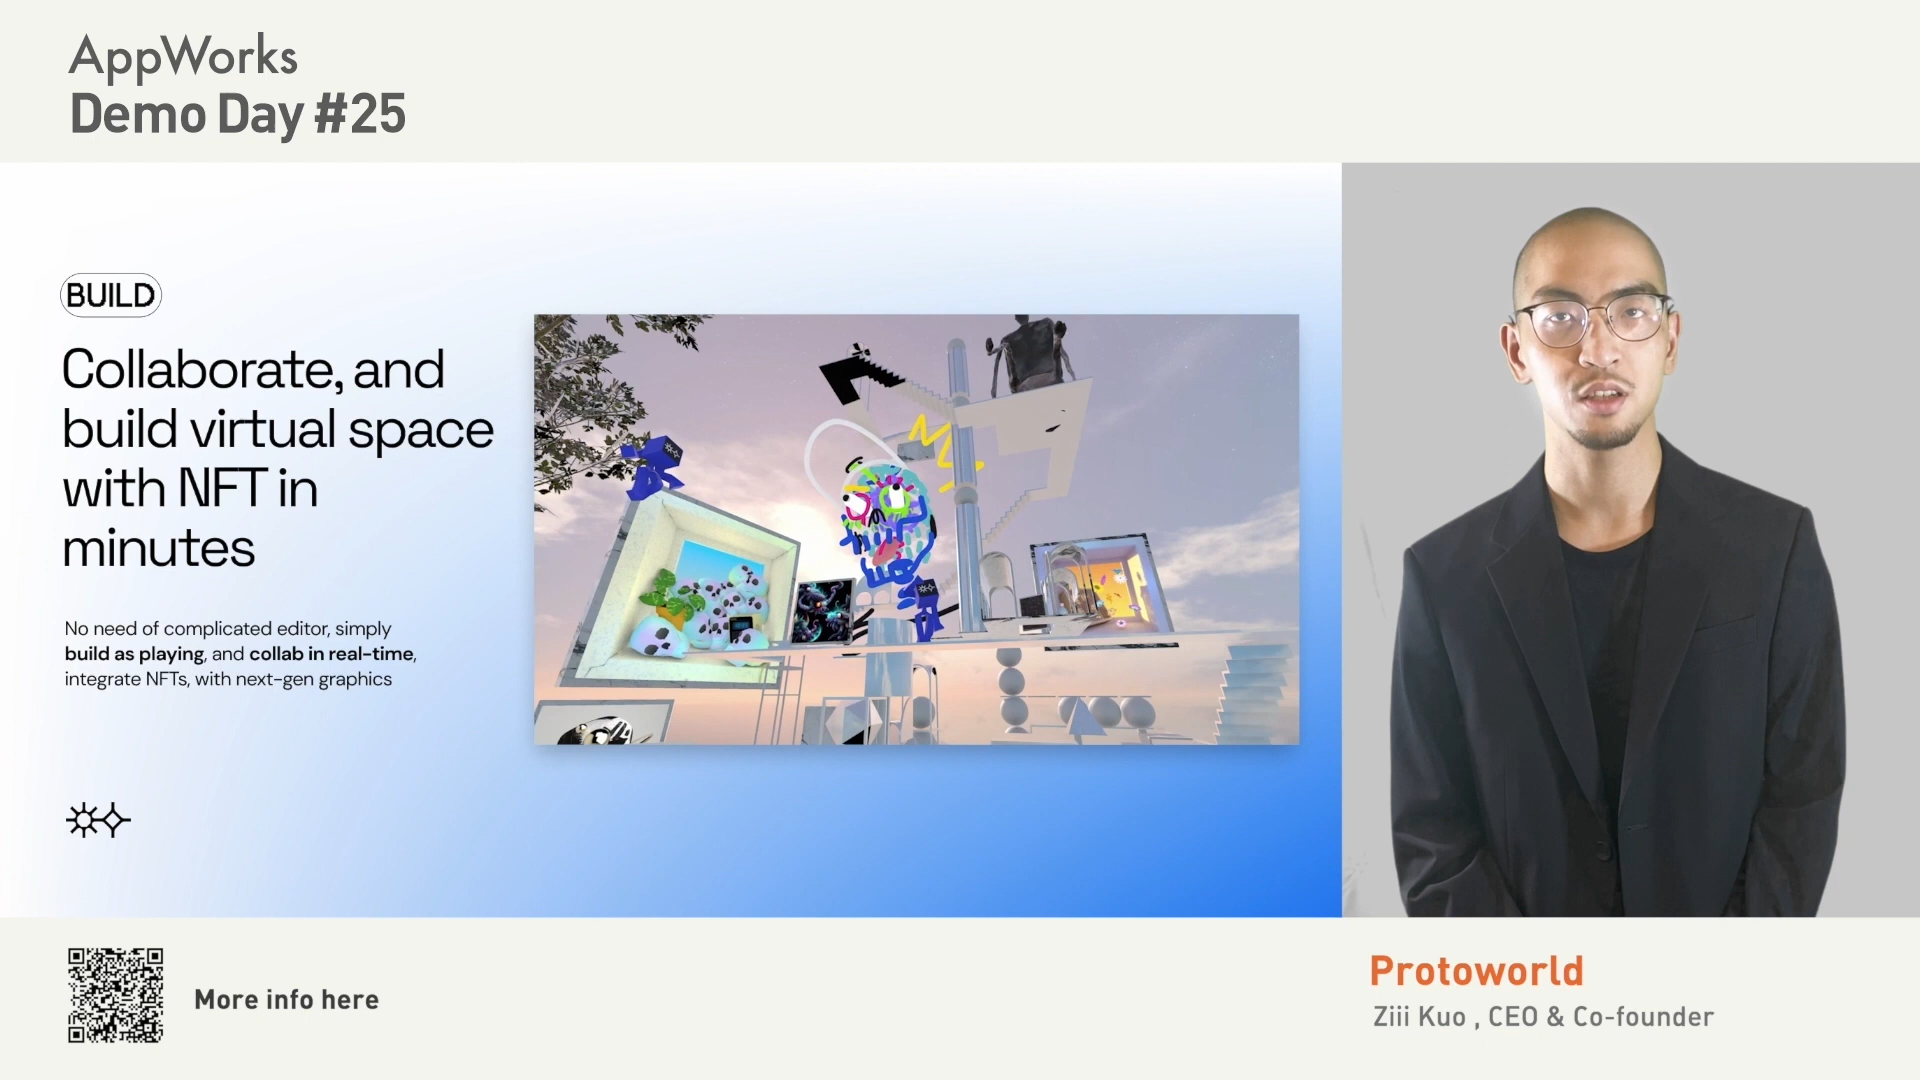 AppWorks
Demo Day #25
BUILD
Collaborate, and
build virtual space
with NFT in
minutes
No need of complicated editor, simply
build as playing, and collab in real-time,
integrate NFTs, with next-gen graphics
More info here
Protoworld
Ziii Kuo , CEO & Co-founder